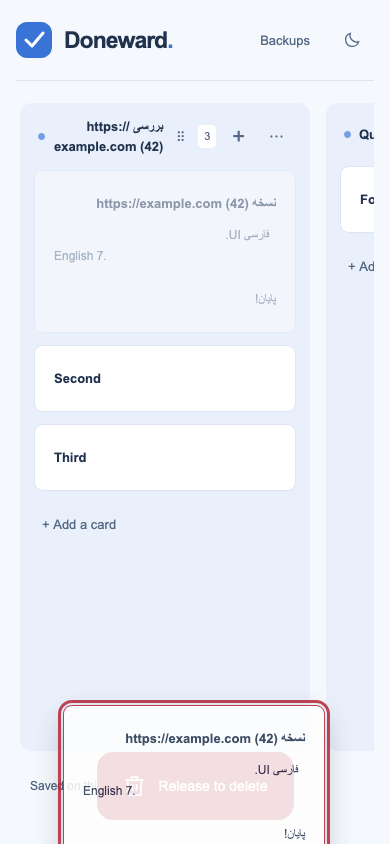 Doneward.
Backups
بررسی https://
example.com (42)
3
Qu
نسخه (42) https://example.com
فارسی UI.
English 7.
پایان!
Fo
+ Ad
Second
Third
+ Add a card
نسخه (42) https://example.com
فارسی UI.
Saved on thi
English 7.
Release to delete
پایان!